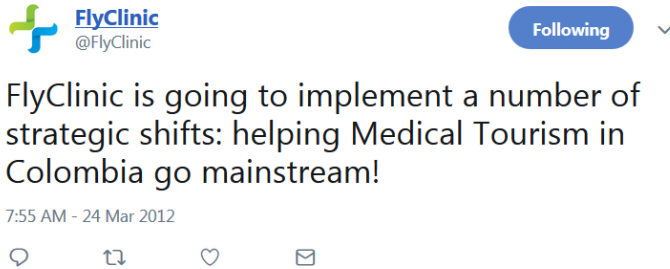 FlyClinic
@FlyClinic
Following
FlyClinic is going to implement a number of
strategic shifts: helping Medical Tourism in
Colombia go mainstream!
7:55 AM - 24 Mar 2012